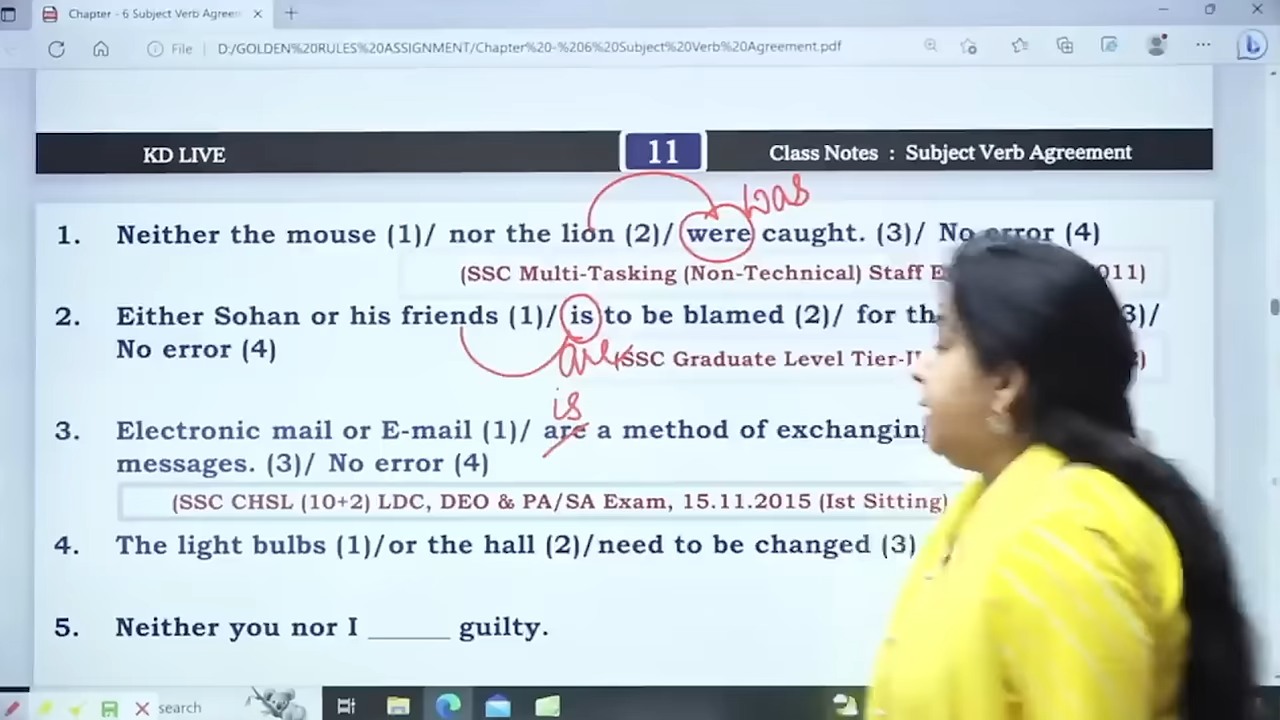 Chapter - 6 Subject Verb Agreem
File D:/GOLDEN%20RULES%20ASSIGNMENT/Chapter%20-%206%20Subject%20Verb%20Agreement.pdf
KD LIVE 11 Class Notes : Subject Verb Agreement
was
1. Neither the mouse (1)/ nor the lion (2)/ were caught. (3)/ No error (4)
(SSC Multi-Tasking (Non-Technical) Staff
2. Either Sohan or his friends (1)/ is to be blamed (2)/ for (3)/
No error (4) are SSC Graduate Level
is
3. Electronic mail or E-mail (1)/ are a method of exchanging
messages. (3)/ No error (4)
(SSC CHSL (10+2) LDC, DEO & PA/SA Exam, 15.11.2015 (Ist Sitting)
4. The light bulbs (1)/or the hall (2)/need to be changed (3)
5. Neither you nor I ______ guilty.
search